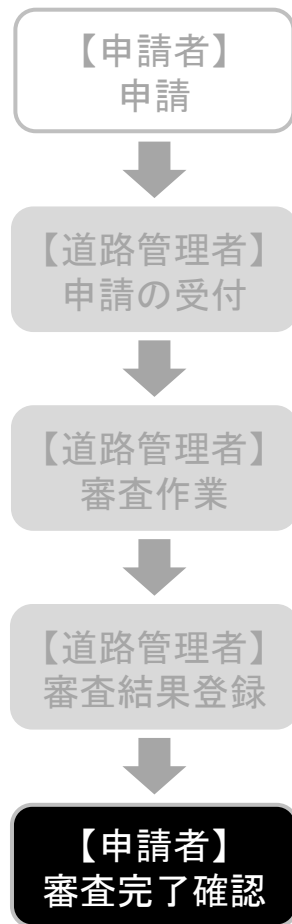 【申請者】
申請
【道路管理者】
申請の受付
【道路管理者】
審査作業
【道路管理者】
審査結果登録
【申請者】
審査完了確認